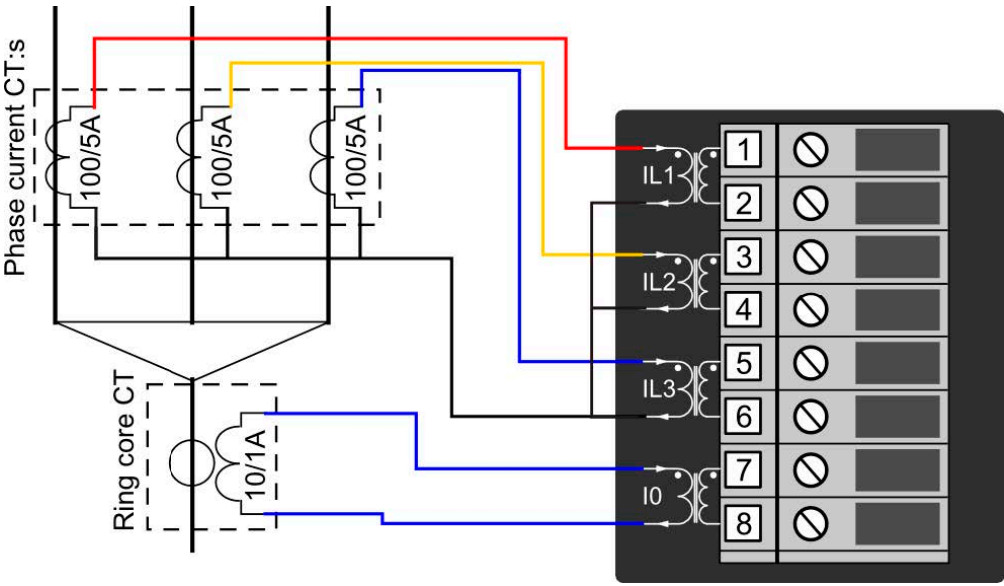 Phase current CT:s
100/5A
100/5A
100/5A
Ring core CT
10/1A
IL1
IL2
IL3
I0
1
2
3
4
5
6
7
8